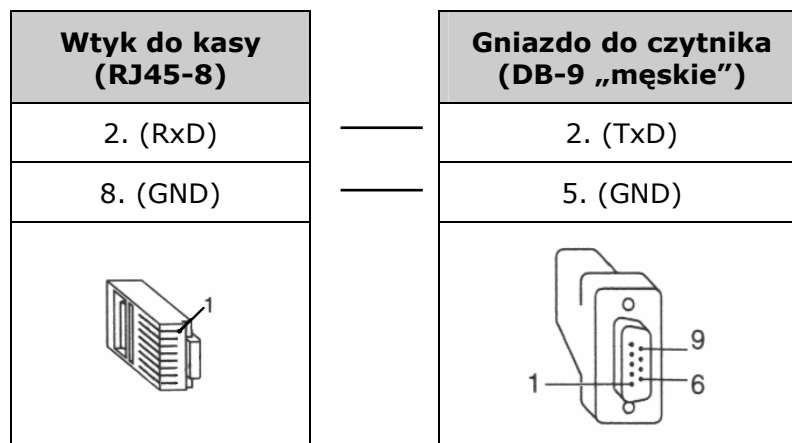 Wtyk do kasy
(RJ45-8)
Gniazdo do czytnika
(DB-9 „męskie”)
2. (RxD)
2. (TxD)
8. (GND)
5. (GND)
1
9
1
6